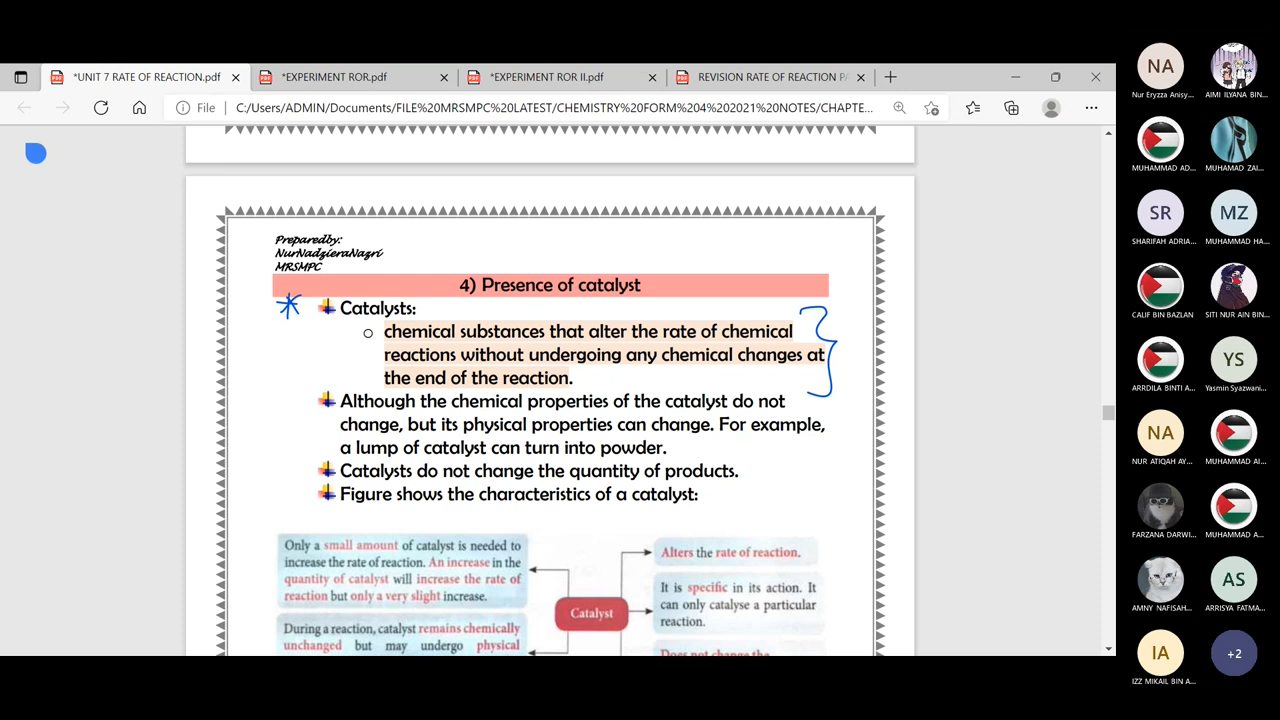 *UNIT 7 RATE OF REACTION.pdf
*EXPERIMENT ROR.pdf
*EXPERIMENT ROR II.pdf
REVISION RATE OF REACTION PA
File
C:/Users/ADMIN/Documents/FILE%20MRSMPC%20LATEST/CHEMISTRY%20FORM%204%202021%20NOTES/CHAPTE...
Preparedby:
NurNadzieraNazri
MRSMPC
4) Presence of catalyst
Catalysts:
chemical substances that alter the rate of chemical
reactions without undergoing any chemical changes at
the end of the reaction.
Although the chemical properties of the catalyst do not
change, but its physical properties can change. For example,
a lump of catalyst can turn into powder.
Catalysts do not change the quantity of products.
Figure shows the characteristics of a catalyst:
Only a small amount of catalyst is needed to
increase the rate of reaction. An increase in the
quantity of catalyst will increase the rate of
reaction but only a very slight increase.
During a reaction, catalyst remains chemically
unchanged but may undergo physical
Catalyst
Alters the rate of reaction.
It is specific in its action. It
can only catalyse a particular
reaction.
Does not change the
NA
Nur Eryzza Anisy...
AIMI ILYANA BIN...
MUHAMMAD AD...
MUHAMAD ZAI...
SR
SHARIFAH ADRIA...
MZ
MUHAMMAD HA...
CALIF BIN BAZLAN
SITI NUR AIN BIN...
ARRDILA BINTI A...
YS
Yasmin Syazwani...
NA
NUR ATIQAH AY...
MUHAMMAD AI...
FARZANA DARWI...
MUHAMMAD A...
AMNY NAFISAH...
AS
ARRISYA FATMA...
IA
IZZ MIKAIL BIN A...
+2